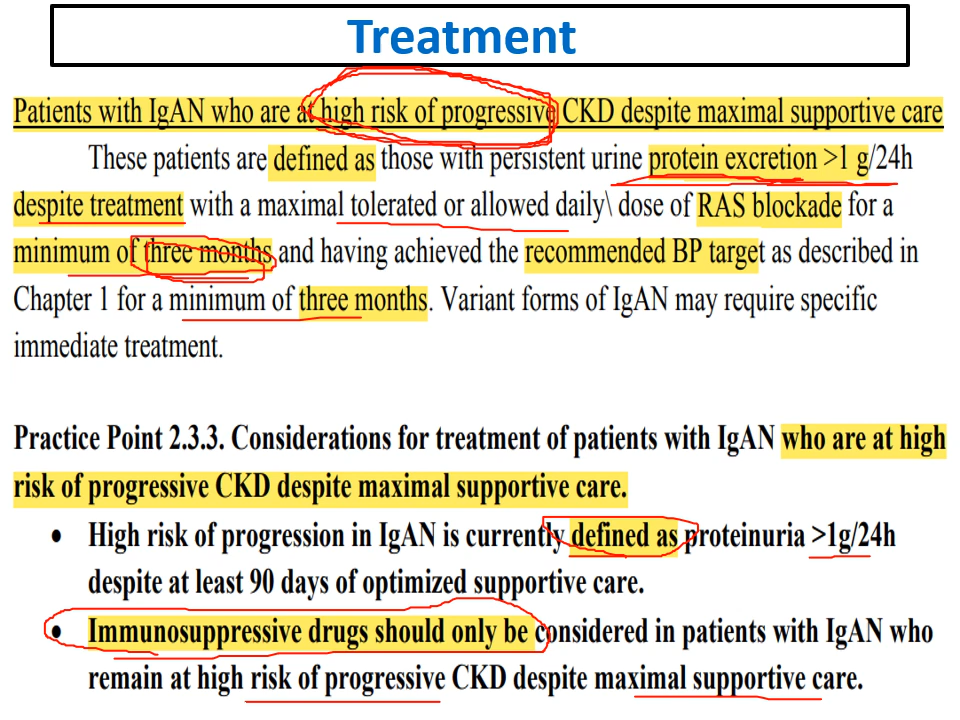 Treatment
Patients with IgAN who are at high risk of progressive CKD despite maximal supportive care
These patients are defined as those with persistent urine protein excretion >1 g/24h
despite treatment with a maximal tolerated or allowed daily\ dose of RAS blockade for a
minimum of three months and having achieved the recommended BP target as described in
Chapter 1 for a minimum of three months. Variant forms of IgAN may require specific
immediate treatment.
Practice Point 2.3.3. Considerations for treatment of patients with IgAN who are at high
risk of progressive CKD despite maximal supportive care.
• High risk of progression in IgAN is currently defined as proteinuria >1g/24h
despite at least 90 days of optimized supportive care.
• Immunosuppressive drugs should only be considered in patients with IgAN who
remain at high risk of progressive CKD despite maximal supportive care.